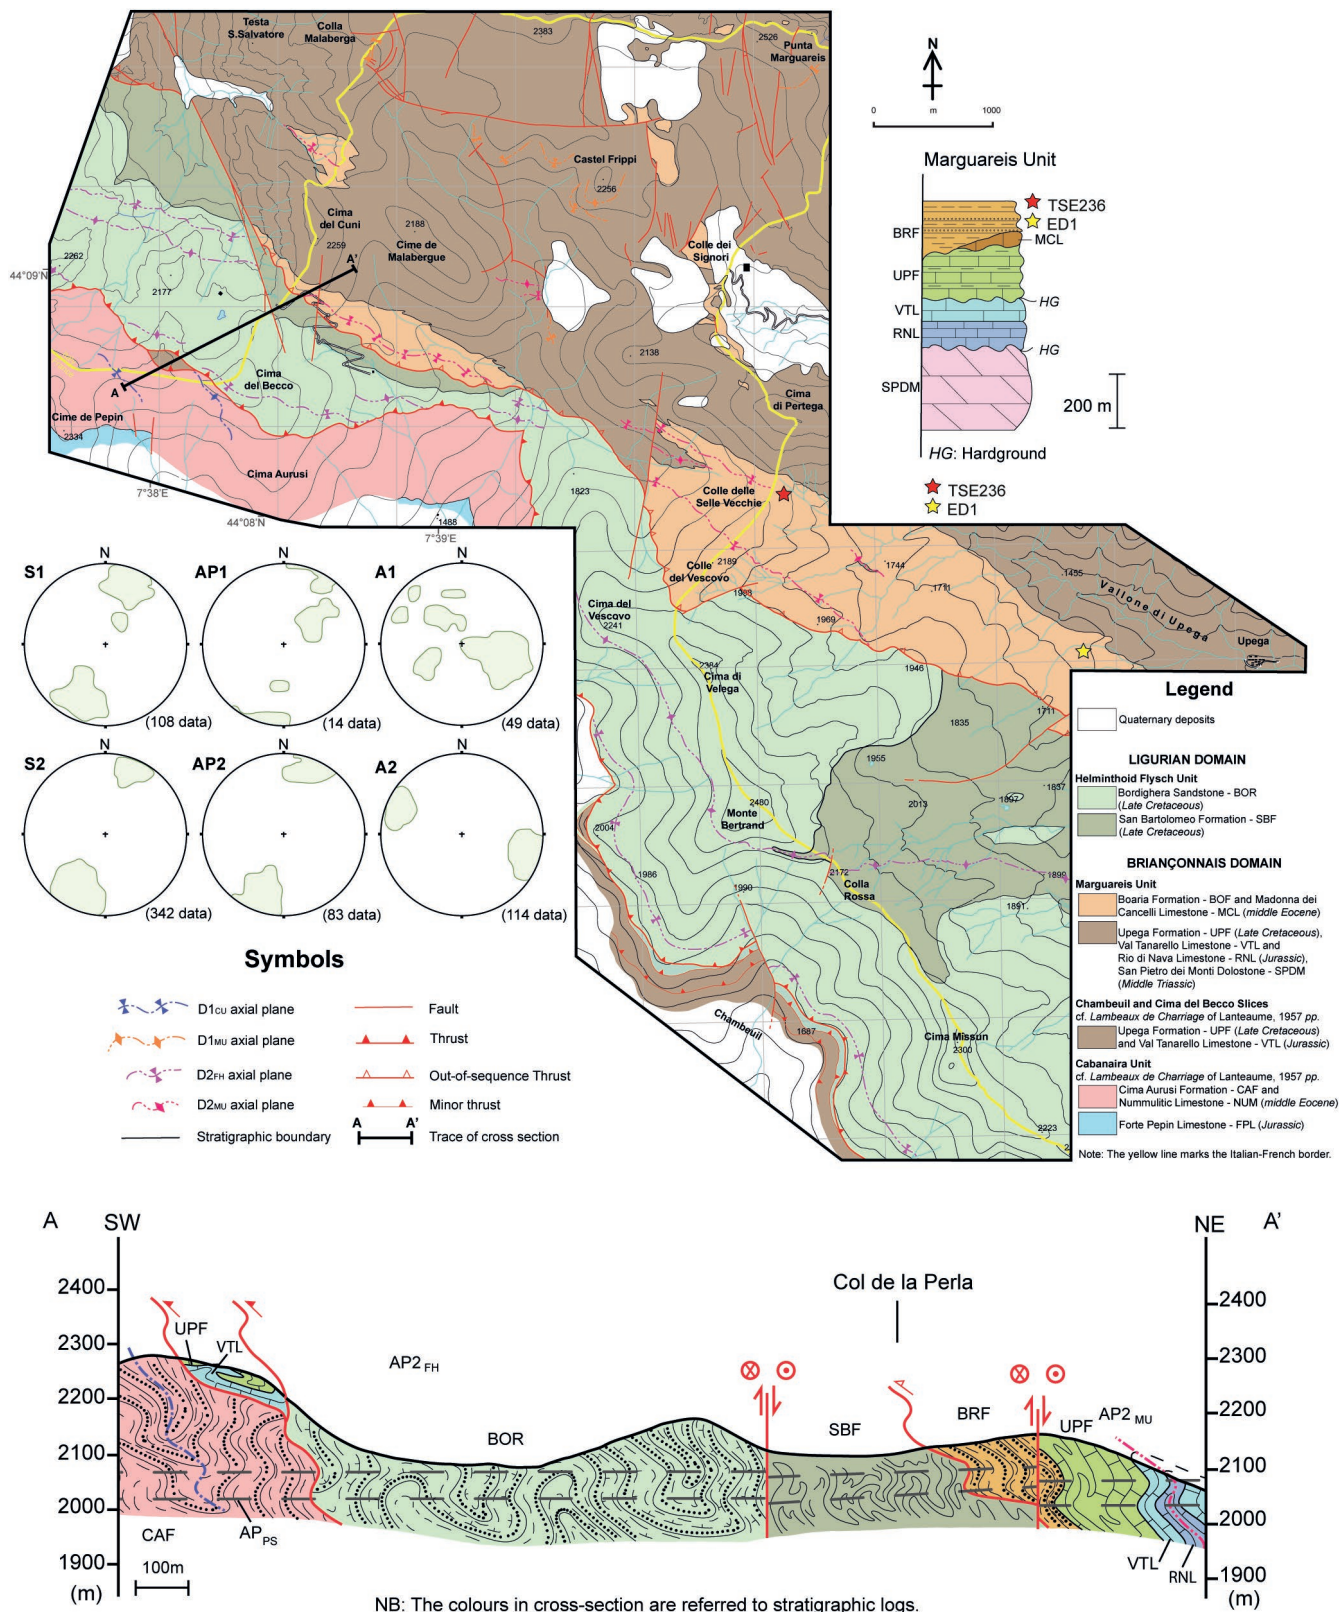 Testa
S.Salvatore
Colla
Malaberga
2383
2526
Punta
Marguareis
Castel Frippi
2256
Cima
del Cuni
2259
2188
Cime de
Malabergue
Colle dei
Signori
44°09'N
2262
2177
A'
A
2138
Cima
di Pertega
Cima
del Becco
Cime de Pepin
2334
Cima Aurusi
7°38'E
44°08'N
7°39'E
1488
1823
Colle delle
Selle Vecchie
Colle
del Vescovo
2189
1998
1744
1711
1969
1455
Vallone di Upega
Upega
Cima del
Vescovo
2241
2384
Cima di
Velega
1946
1711
1835
1955
2013
1897
1837
2480
Monte
Bertrand
2004
1986
1990
2172
Colla
Rossa
1899
1891
Chambeuil
1687
Cima Missun
2300
2223
N
0 m 1000
Marguareis Unit
TSE236
ED1
BRF
MCL
UPF
HG
VTL
RNL
HG
SPDM
200 m
HG: Hardground
TSE236
ED1
S1
N
(108 data)
AP1
N
(14 data)
A1
N
(49 data)
S2
N
(342 data)
AP2
N
(83 data)
A2
N
(114 data)
Symbols
D1CU axial plane
D1MU axial plane
D2FH axial plane
D2MU axial plane
Stratigraphic boundary
Fault
Thrust
Out-of-sequence Thrust
Minor thrust
A A'
Trace of cross section
Legend
Quaternary deposits
LIGURIAN DOMAIN
Helminthoid Flysch Unit
Bordighera Sandstone - BOR
(Late Cretaceous)
San Bartolomeo Formation - SBF
(Late Cretaceous)
BRIANÇONNAIS DOMAIN
Marguareis Unit
Boaria Formation - BOF and Madonna dei
Cancelli Limestone - MCL (middle Eocene)
Upega Formation - UPF (Late Cretaceous),
Val Tanarello Limestone - VTL and
Rio di Nava Limestone - RNL (Jurassic),
San Pietro dei Monti Dolostone - SPDM
(Middle Triassic)
Chambeuil and Cima del Becco Slices
cf. Lambeaux de Charriage of Lanteaume, 1957 pp.
Upega Formation - UPF (Late Cretaceous)
and Val Tanarello Limestone - VTL (Jurassic)
Cabanaira Unit
cf. Lambeaux de Charriage of Lanteaume, 1957 pp.
Cima Aurusi Formation - CAF and
Nummulitic Limestone - NUM (middle Eocene)
Forte Pepin Limestone - FPL (Jurassic)
Note: The yellow line marks the Italian-French border.
A SW
NE A'
2400
2300
2200
2100
2000
1900
(m)
2400
2300
2200
2100
2000
1900
(m)
Col de la Perla
UPF
VTL
AP2 FH
BOR
SBF
BRF
UPF
AP2 MU
CAF
AP PS
VTL
RNL
100m
NB: The colours in cross-section are referred to stratigraphic logs.